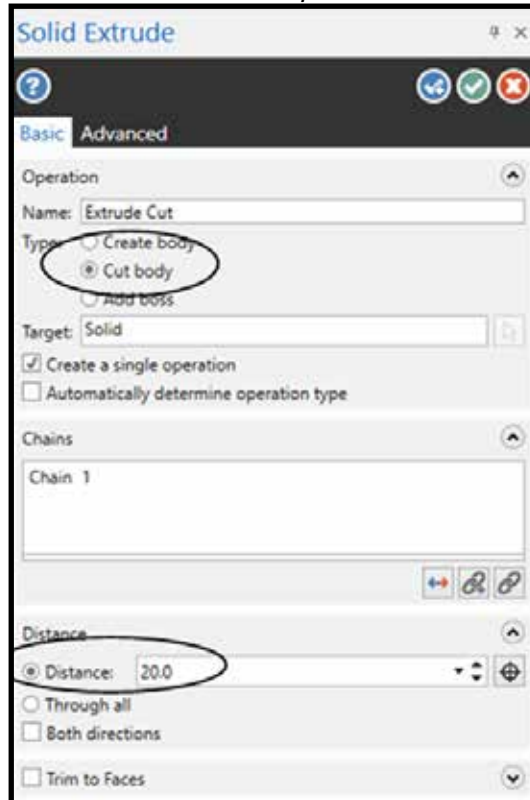 Solid Extrude
Basic Advanced
Operation
Name: Extrude Cut
Type: Create body
Cut body
Add boss
Target: Solid
Create a single operation
Automatically determine operation type
Chains
Chain 1
Distance
Distance: 20.0
Through all
Both directions
Trim to Faces